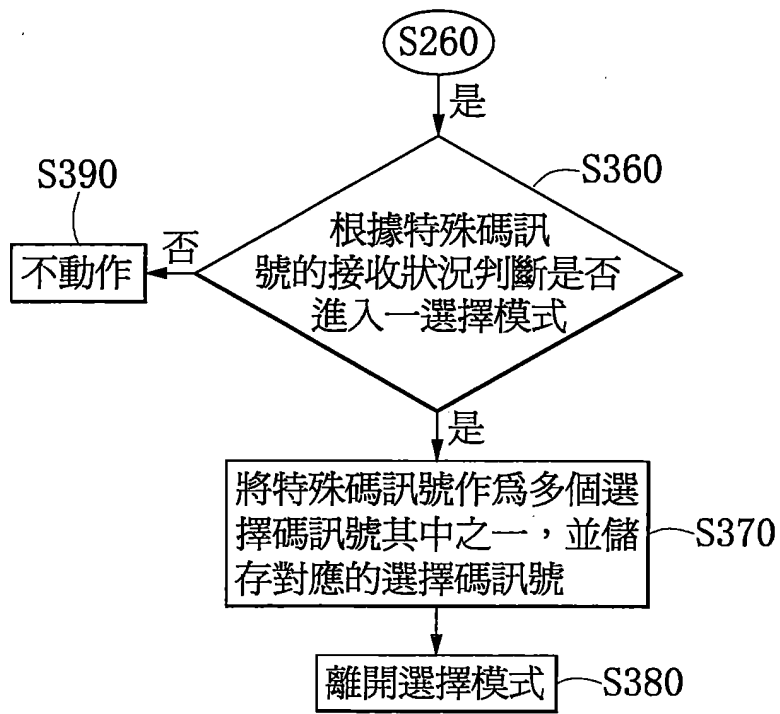 S260
是
S360
根據特殊碼訊
號的接收狀況判斷是否
進入一選擇模式
S390
否
不動作
是
將特殊碼訊號作爲多個選
擇碼訊號其中之一，並儲
存對應的選擇碼訊號
S370
離開選擇模式
S380